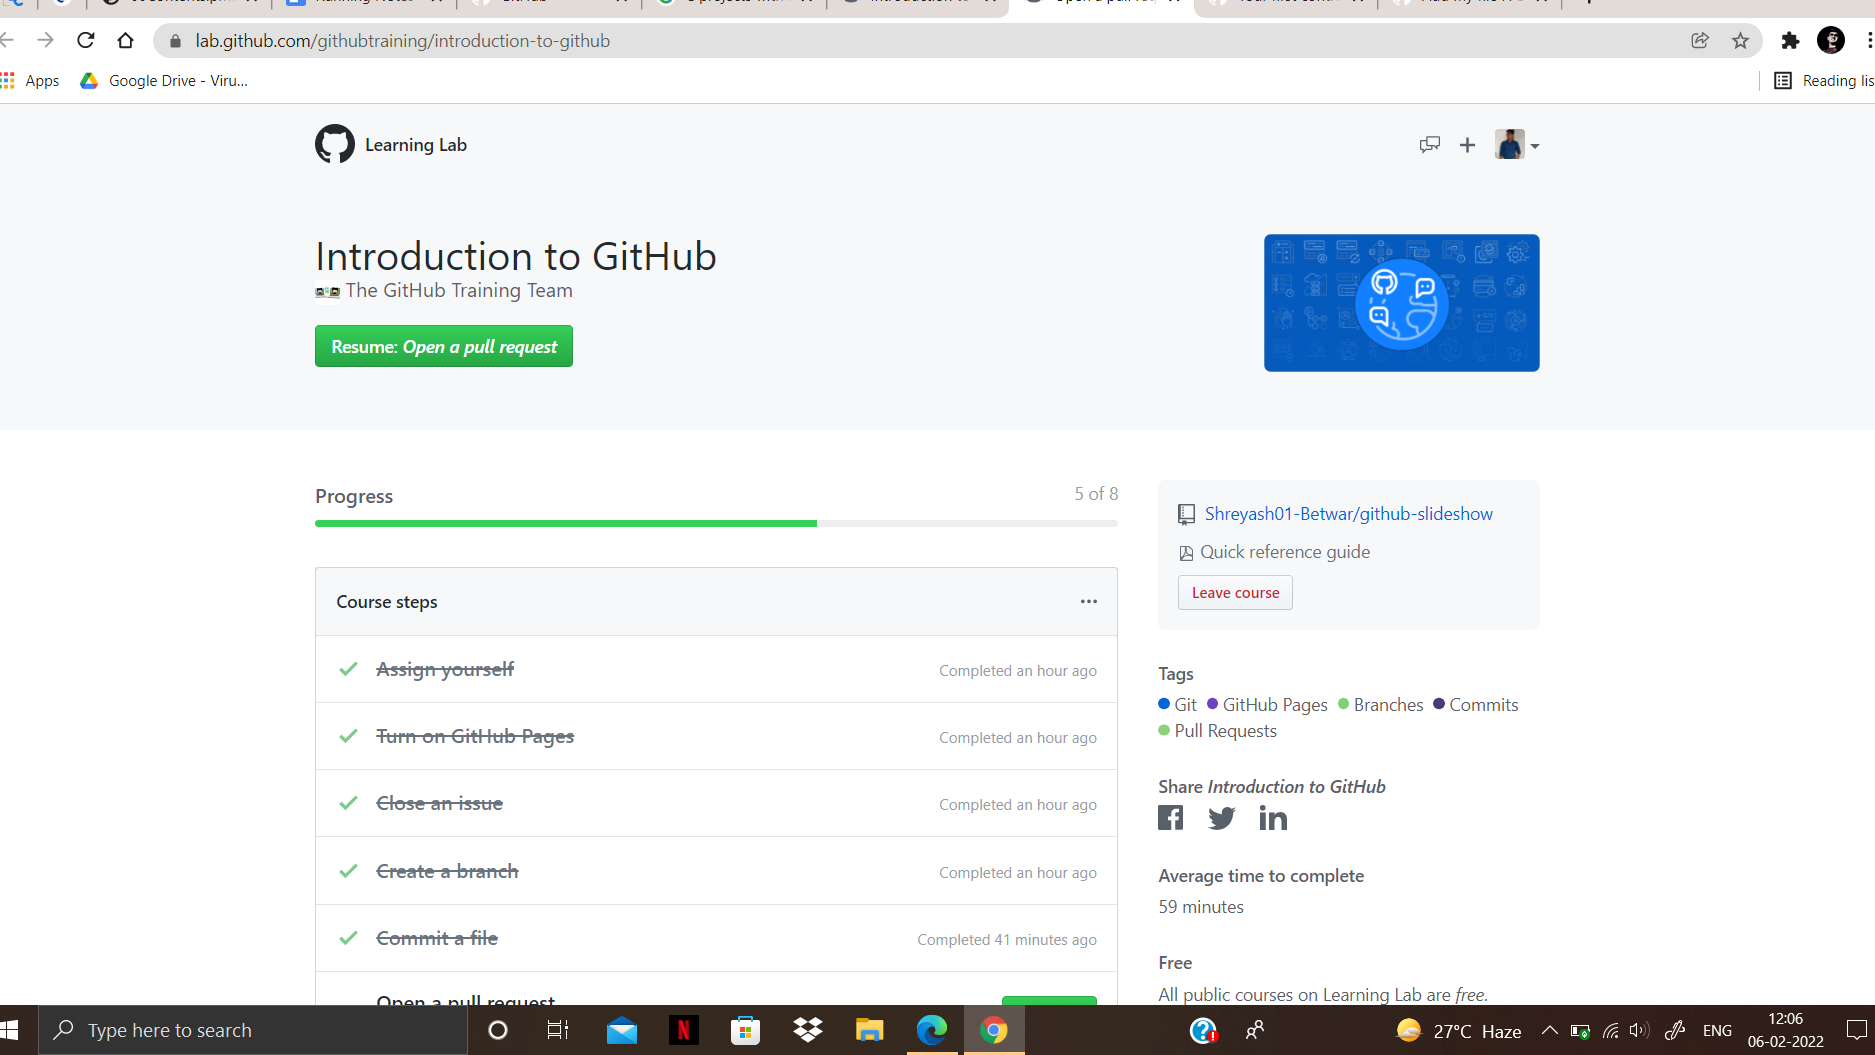 lab.github.com/githubtraining/introduction-to-github
Apps
Google Drive - Viru...
Reading lis
Learning Lab
Introduction to GitHub
The GitHub Training Team
Resume: Open a pull request
Progress
5 of 8
Shreyash01-Betwar/github-slideshow
Quick reference guide
Leave course
Course steps
Assign yourself
Completed an hour ago
Turn on GitHub Pages
Completed an hour ago
Close an issue
Completed an hour ago
Create a branch
Completed an hour ago
Commit a file
Completed 41 minutes ago
Open a pull request
Tags
Git GitHub Pages Branches Commits
Pull Requests
Share Introduction to GitHub
Average time to complete
59 minutes
Free
All public courses on Learning Lab are free.
Type here to search
27°C Haze
ENG
12:06
06-02-2022